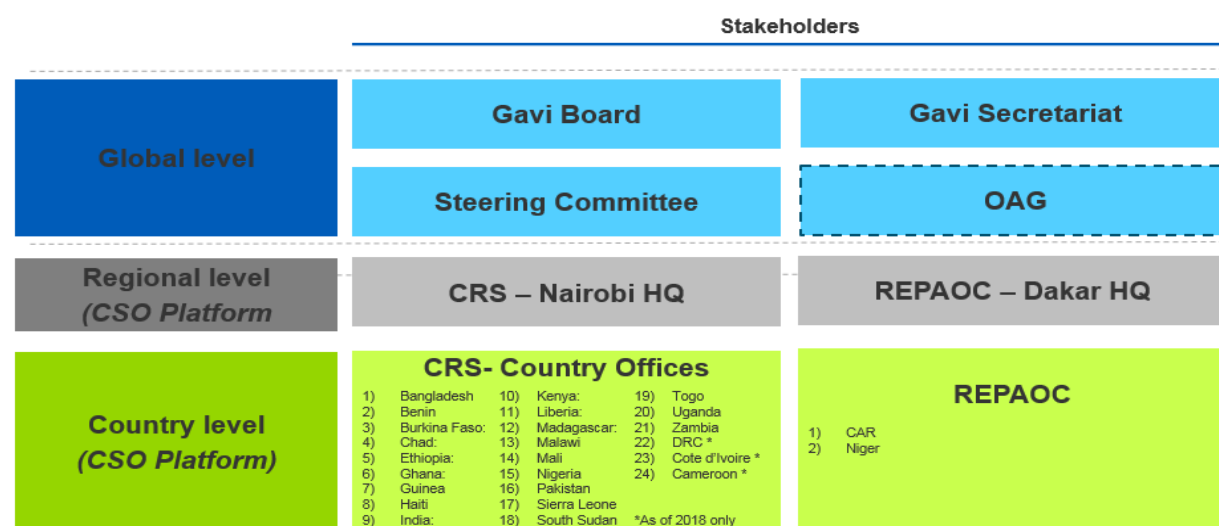 Stakeholders
Global level
Gavi Board
Gavi Secretariat
Steering Committee
OAG
Regional level
(CSO Platform
CRS – Nairobi HQ
REPAOC – Dakar HQ
Country level
(CSO Platform)
CRS- Country Offices
1) Bangladesh
2) Benin
3) Burkina Faso:
4) Chad:
5) Ethiopia:
6) Ghana:
7) Guinea
8) Haiti
9) India:
10) Kenya:
11) Liberia:
12) Madagascar:
13) Malawi
14) Mali
15) Nigeria
16) Pakistan
17) Sierra Leone
18) South Sudan
19) Togo
20) Uganda
21) Zambia
22) DRC *
23) Cote d'Ivoire *
24) Cameroon *
*As of 2018 only
REPAOC
1) CAR
2) Niger